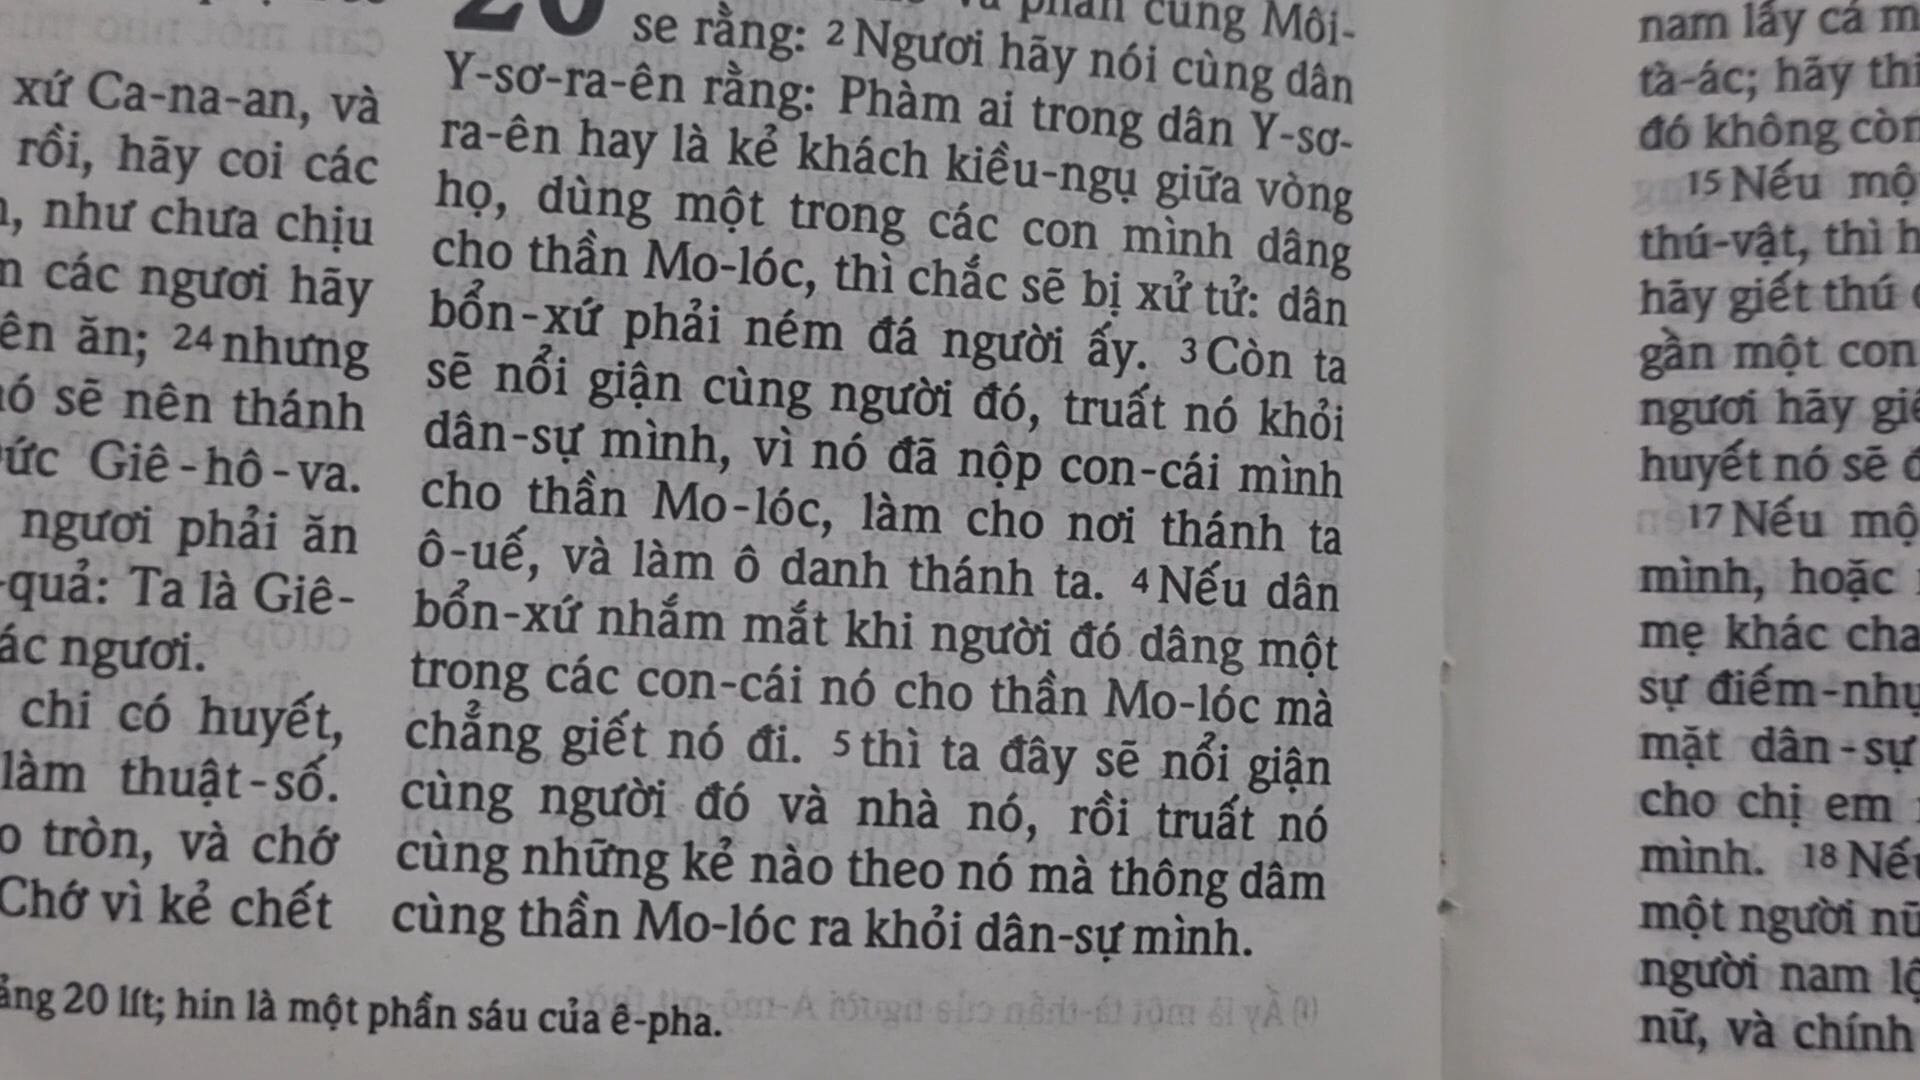 xứ Ca-na-an, và
rồi, hãy coi các
như chưa chịu
các ngươi hãy
ăn; 24 nhưng
sẽ nên thánh
Giê-hô-va.
ngươi phải ăn
-quả: Ta là Giê-
ngươi.
chi có huyết,
làm thuật-số.
tròn, và chớ
Chớ vì kẻ chết
20
phán cùng Môi-
se rằng: 2 Ngươi hãy nói cùng dân
Y-sơ-ra-ên rằng: Phàm ai trong dân Y-sơ-
ra-ên hay là kẻ khách kiều-ngụ giữa vòng
họ, dùng một trong các con mình dâng
cho thần Mo-lóc, thì chắc sẽ bị xử tử: dân
bổn-xứ phải ném đá người ấy. 3 Còn ta
sẽ nổi giận cùng người đó, truất nó khỏi
dân-sự mình, vì nó đã nộp con-cái mình
cho thần Mo-lóc, làm cho nơi thánh ta
ô-uế, và làm ô danh thánh ta. 4 Nếu dân
bổn-xứ nhắm mắt khi người đó dâng một
trong các con-cái nó cho thần Mo-lóc mà
chẳng giết nó đi. 5 thì ta đây sẽ nổi giận
cùng người đó và nhà nó, rồi truất nó
cùng những kẻ nào theo nó mà thông dâm
cùng thần Mo-lóc ra khỏi dân-sự mình.
20 lít; hin là một phần sáu của ê-pha.
nam lấy cả
tà-ác; hãy
đó không
15 Nếu
thú-vật, thì
hãy giết thú
gần một con
ngươi hãy
huyết nó sẽ
17 Nếu
mình, hoặc
mẹ khác cha
sự điếm-
mặt dân-sự
cho chị em
mình. 18
một người
người nam
nữ, và chính